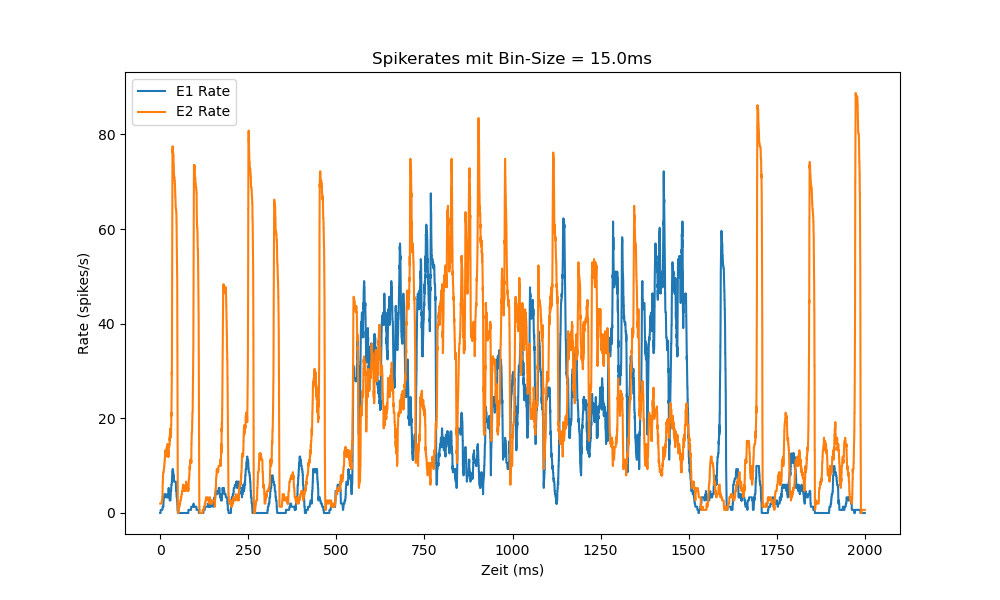 Spikerates mit Bin-Size = 15.0ms
E1 Rate
E2 Rate
Rate (spikes/s)
80
60
40
20
0
0 250 500 750 1000 1250 1500 1750 2000
Zeit (ms)